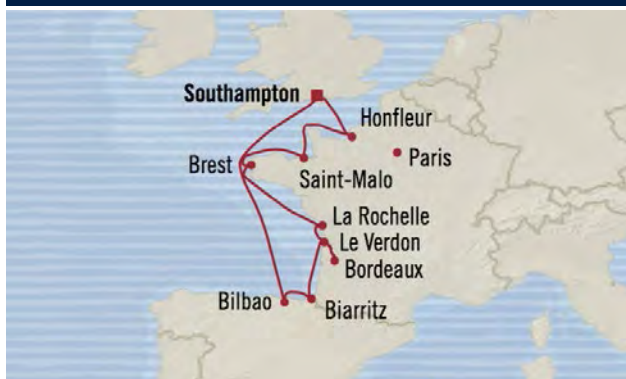 Southampton
Honfleur
Paris
Brest
Saint-Malo
La Rochelle
Le Verdon
Bordeaux
Bilbao
Biarritz